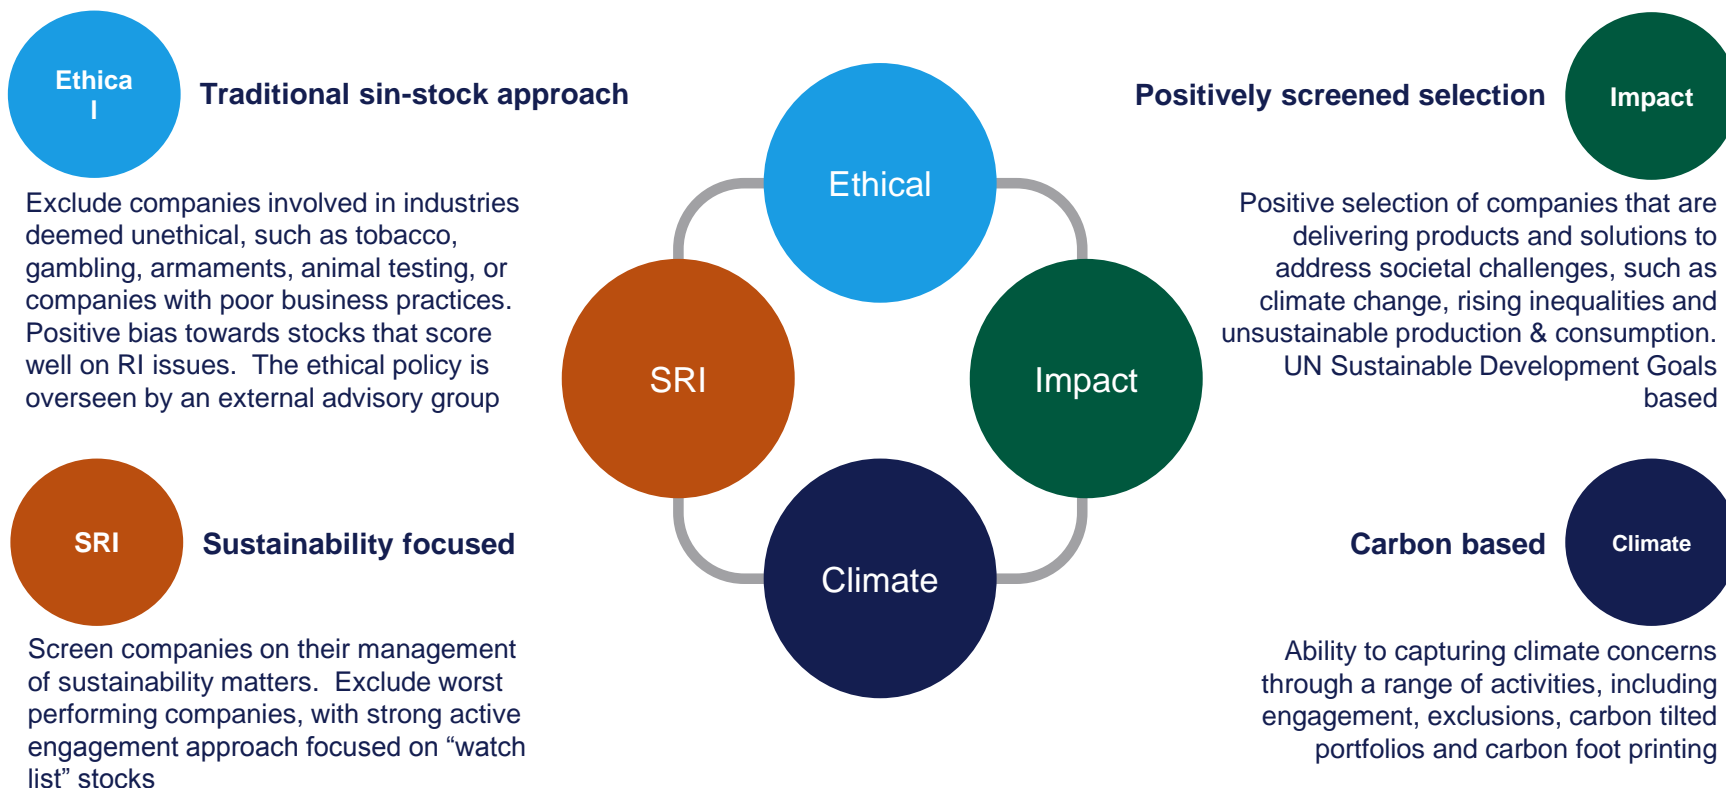 Ethica
l
Traditional sin-stock approach
Exclude companies involved in industries
deemed unethical, such as tobacco,
gambling, armaments, animal testing, or
companies with poor business practices.
Positive bias towards stocks that score
well on RI issues.  The ethical policy is
overseen by an external advisory group
SRI
Sustainability focused
Screen companies on their management
of sustainability matters.  Exclude worst
performing companies, with strong active
engagement approach focused on “watch
list” stocks
Ethical
SRI
Impact
Climate
Positively screened selection
Impact
Positive selection of companies that are
delivering products and solutions to
address societal challenges, such as
climate change, rising inequalities and
unsustainable production & consumption.
UN Sustainable Development Goals
based
Carbon based
Climate
Ability to capturing climate concerns
through a range of activities, including
engagement, exclusions, carbon tilted
portfolios and carbon foot printing